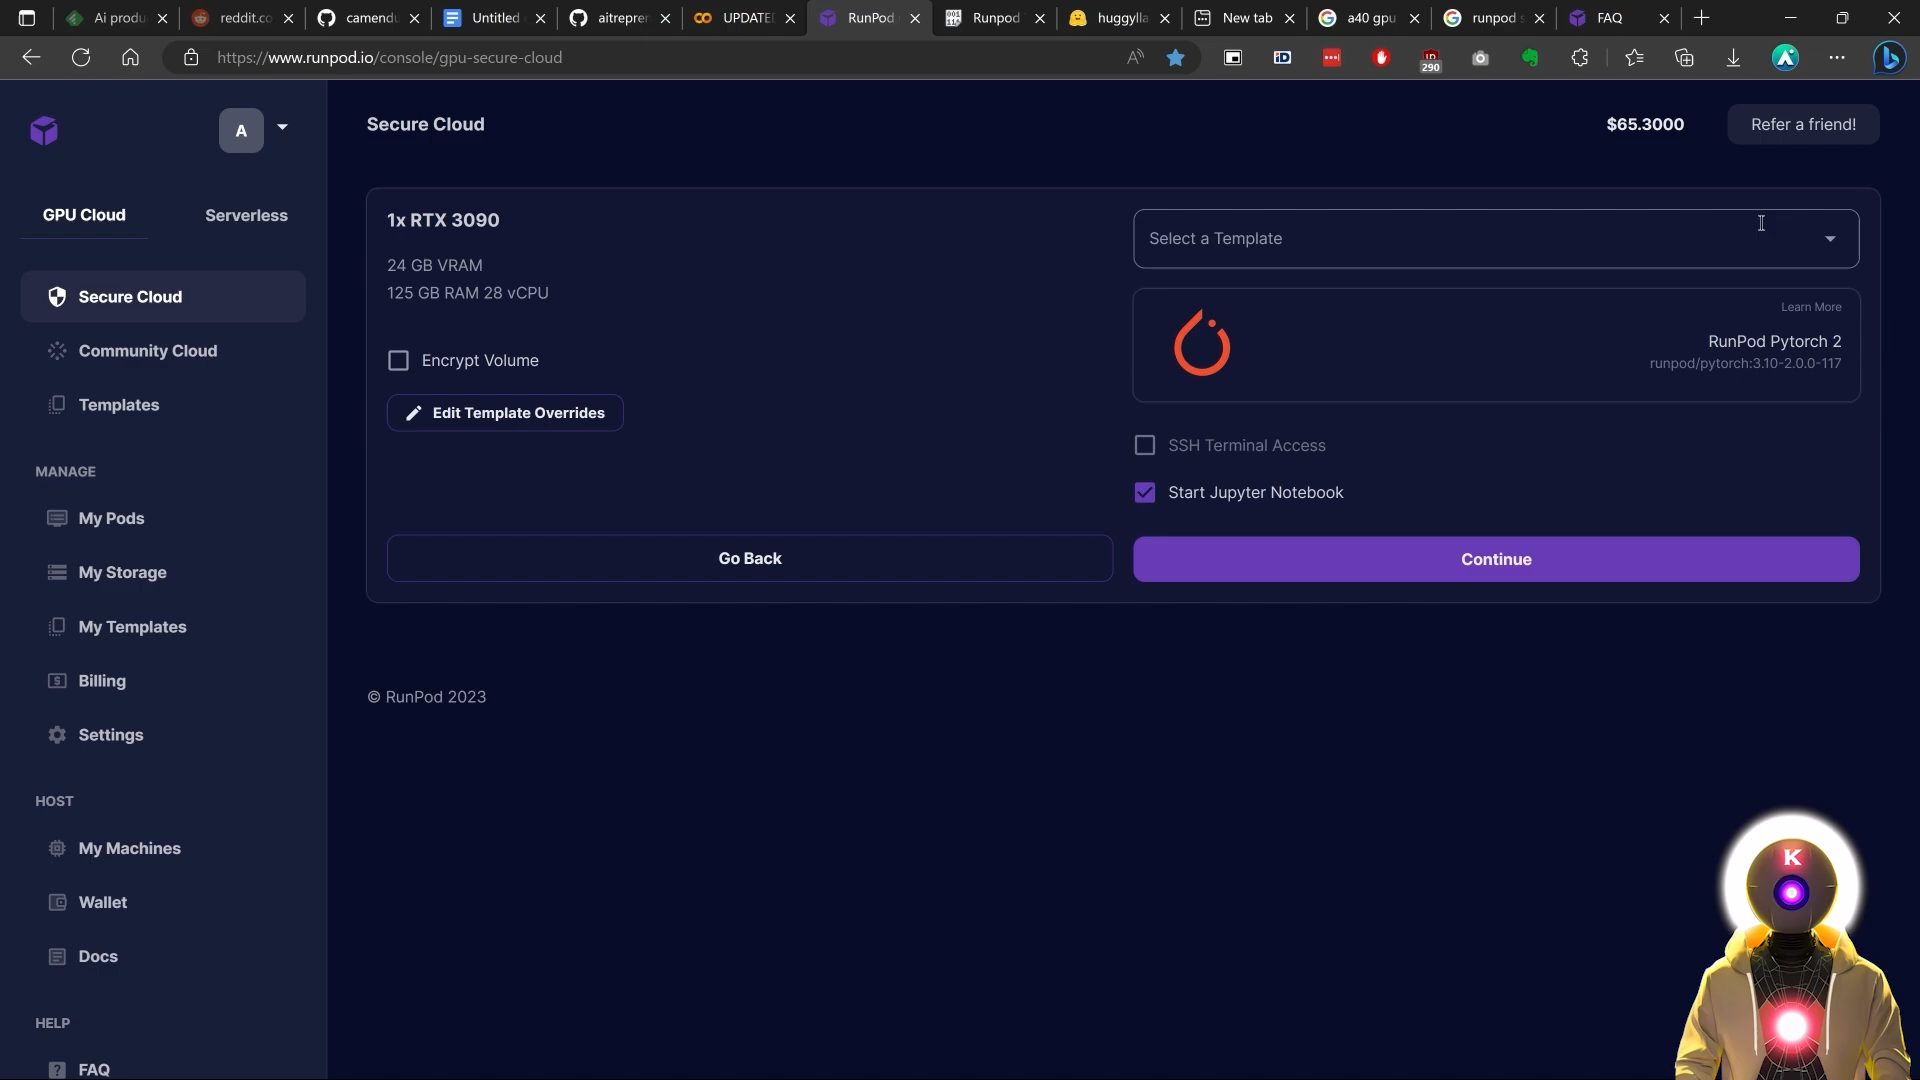 Ai produ
reddit.co
camendu
Untitled
aitreprer
UPDATE
RunPod
Runpod
huggylla
New tab
a40 gpu
runpod s
FAQ
https://www.runpod.io/console/gpu-secure-cloud
290
A
Secure Cloud
$65.3000
Refer a friend!
GPU Cloud
Serverless
Secure Cloud
Community Cloud
Templates
MANAGE
My Pods
My Storage
My Templates
Billing
Settings
HOST
My Machines
Wallet
Docs
HELP
FAQ
1x RTX 3090
24 GB VRAM
125 GB RAM 28 vCPU
Encrypt Volume
Edit Template Overrides
Go Back
Select a Template
Learn More
RunPod Pytorch 2
runpod/pytorch:3.10-2.0.0-117
SSH Terminal Access
Start Jupyter Notebook
Continue
© RunPod 2023
K